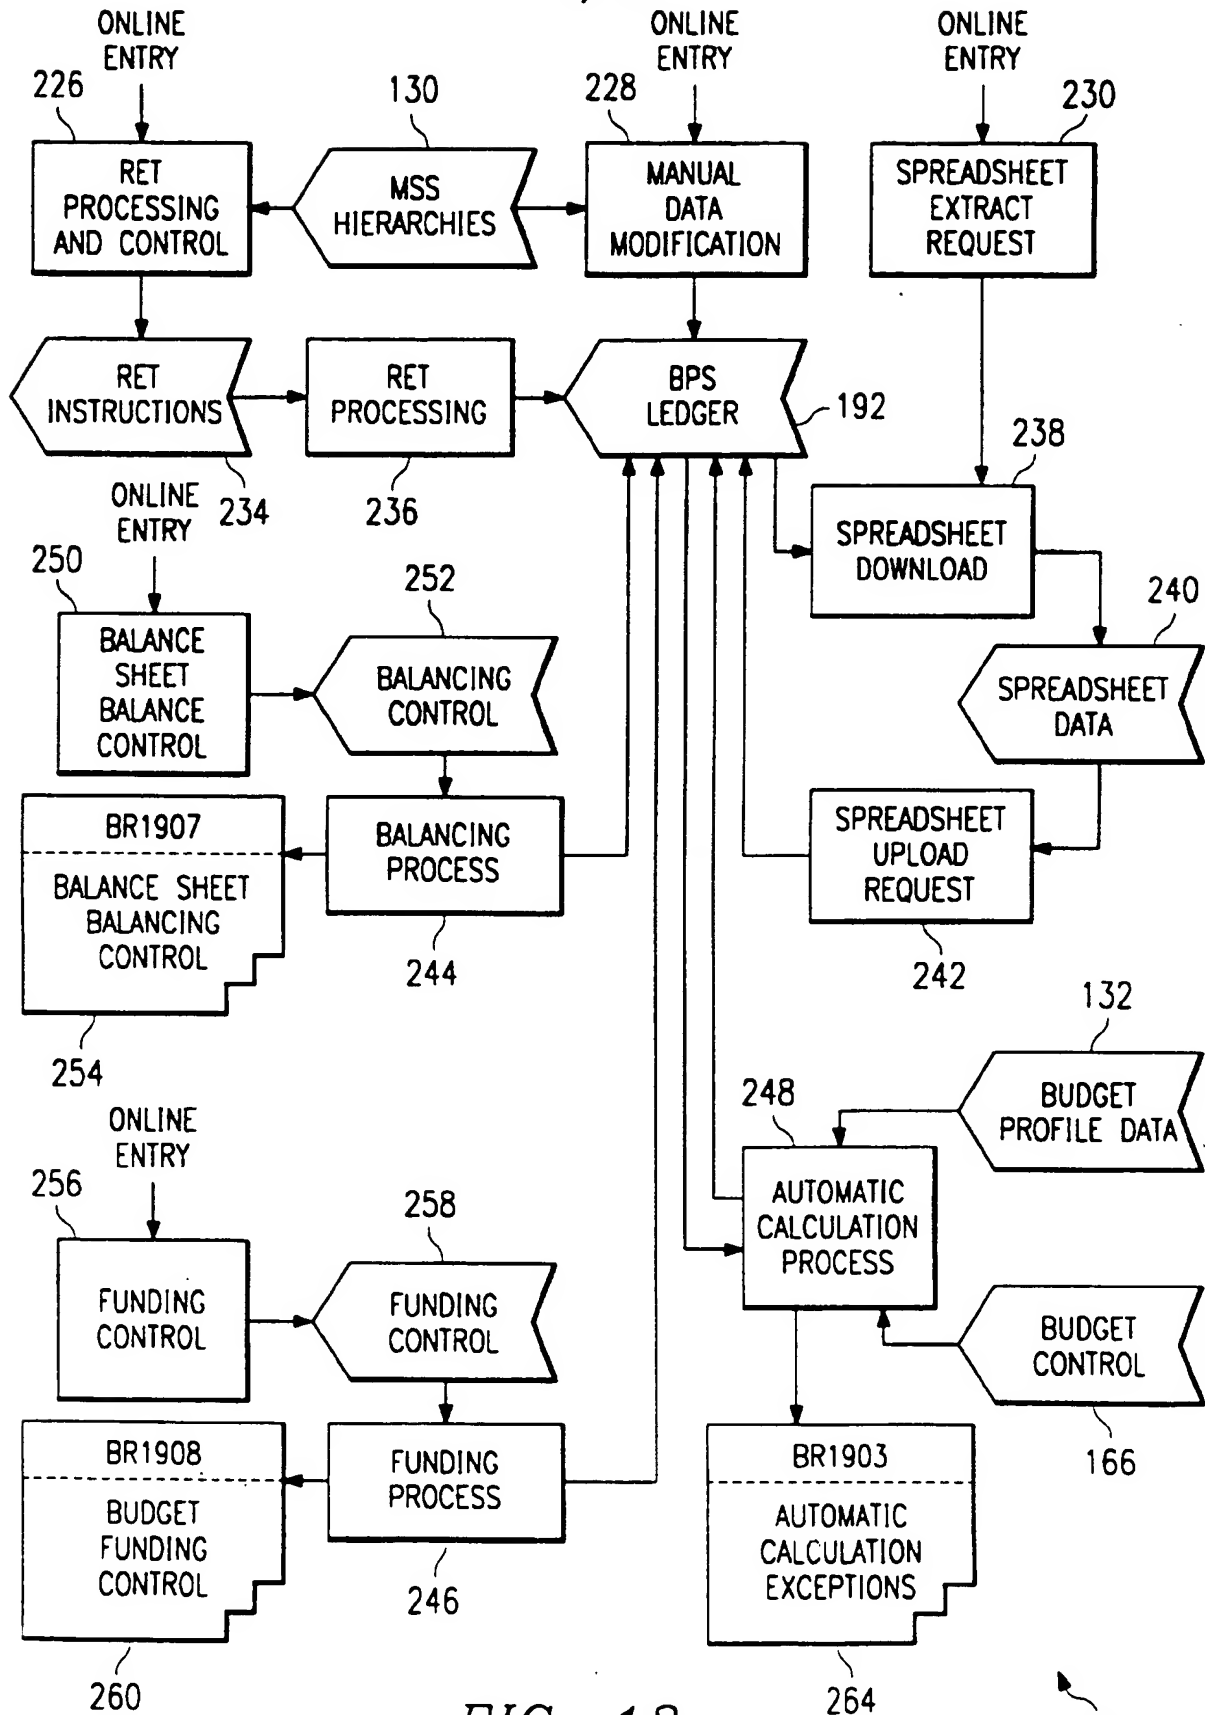 ONLINE
ENTRY
ONLINE
ENTRY
ONLINE
ENTRY
226
130
228
230
RET
PROCESSING
AND CONTROL
MSS
HIERARCHIES
MANUAL
DATA
MODIFICATION
SPREADSHEET
EXTRACT
REQUEST
RET
INSTRUCTIONS
RET
PROCESSING
BPS
LEDGER
192
234
236
238
ONLINE
ENTRY
SPREADSHEET
DOWNLOAD
250
252
240
BALANCE
SHEET
BALANCE
CONTROL
BALANCING
CONTROL
SPREADSHEET
DATA
BR1907
BALANCE SHEET
BALANCING
CONTROL
BALANCING
PROCESS
SPREADSHEET
UPLOAD
REQUEST
244
242
254
132
BUDGET
PROFILE DATA
248
ONLINE
ENTRY
256
258
AUTOMATIC
CALCULATION
PROCESS
FUNDING
CONTROL
FUNDING
CONTROL
BUDGET
CONTROL
166
BR1908
BUDGET
FUNDING
CONTROL
FUNDING
PROCESS
BR1903
AUTOMATIC
CALCULATION
EXCEPTIONS
246
260
264